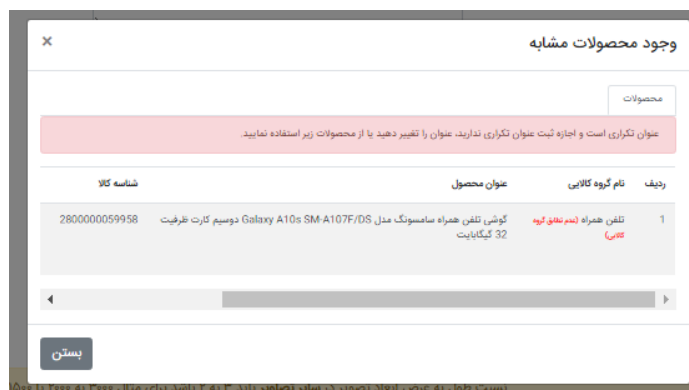 وجود محصولات مشابه
×
محصولات
عنوان تکراری است و اجازه ثبت عنوان تکراری ندارید، عنوان را تغییر دهید یا از محصولات زیر استفاده نمایید.
ردیف نام گروه کالایی عنوان محصول شناسه کالا
1 تلفن همراه (عدم تطابق گروه گوشی تلفن همراه سامسونگ مدل Galaxy A10s SM-A107F/DS دوسیم کارت ظرفیت 2800000059958
کالایی) 32 گیگابایت
بستن